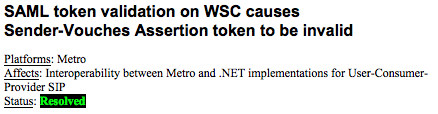 SAML token validation on WSC causes
Sender-Vouches Assertion token to be invalid
Platforms: Metro
Affects: Interoperability between Metro and .NET implementations for User-Consumer-
Provider SIP
Status: Resolved